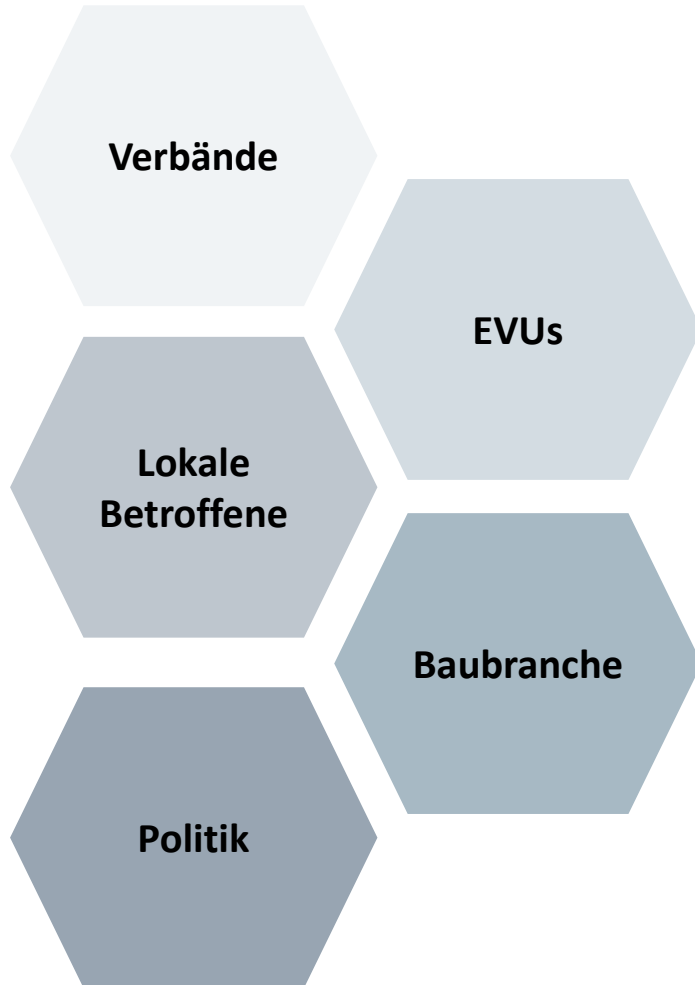 Verbände
EVUs
Lokale
Betroffene
Baubranche
Politik